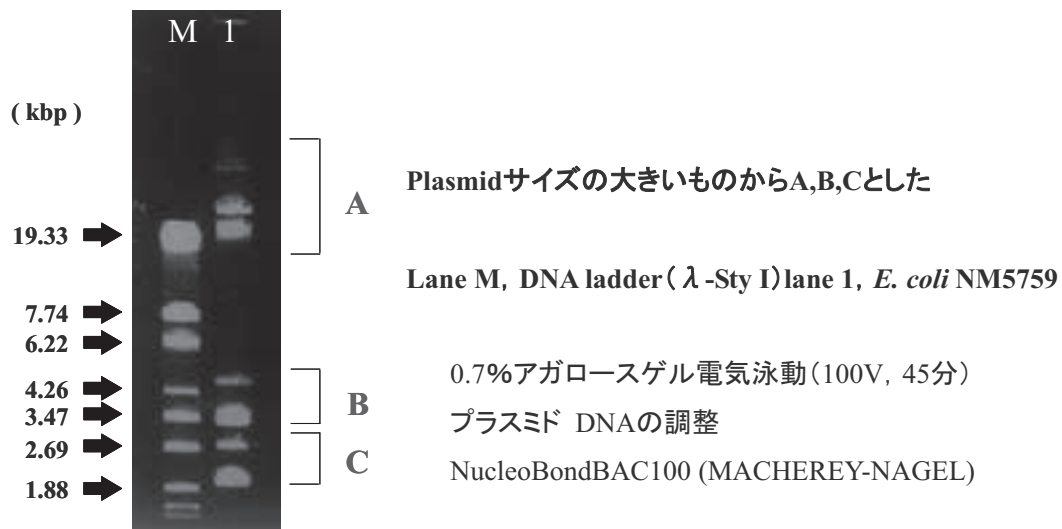 M 1
( kbp)
19.33
7.74
6.22
4.26
3.47
2.69
1.88
A
B
C
Plasmidサイズの大きいものからA,B,Cとした
Lane M, DNA ladder(λ-Sty I)lane 1, E. coli NM5759
0.7%アガロースゲル電気泳動(100V, 45分)
プラスミド DNAの調整
NucleoBondBAC100 (MACHEREY-NAGEL)